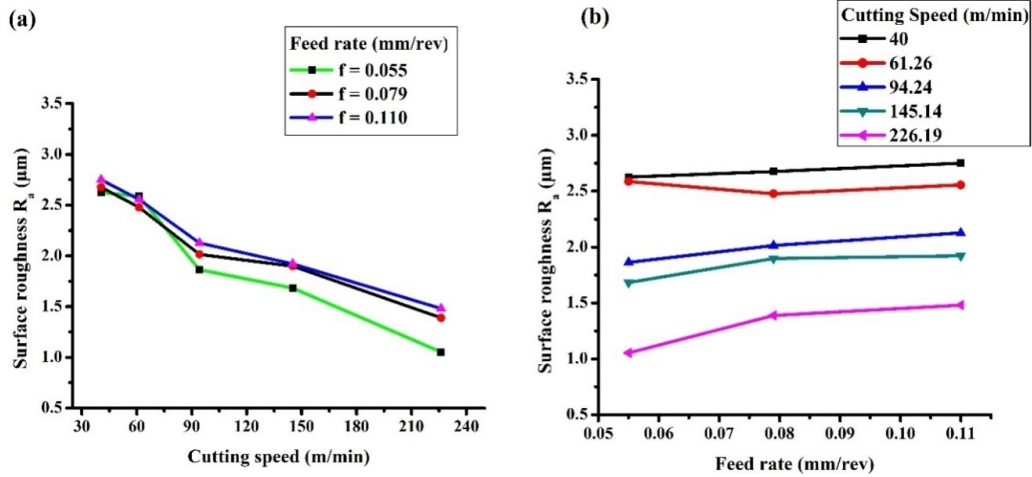 (a)
Feed rate (mm/rev)
f = 0.055
f = 0.079
f = 0.110
3.5
3.0
2.5
2.0
1.5
1.0
0.5
30 60 90 120 150 180 210 240
Surface roughness Ra (μm)
Cutting speed (m/min)
(b)
Cutting Speed (m/min)
40
61.26
94.24
145.14
226.19
3.5
3.0
2.5
2.0
1.5
1.0
0.5
0.05 0.06 0.07 0.08 0.09 0.10 0.11
Surface roughness Ra (μm)
Feed rate (mm/rev)